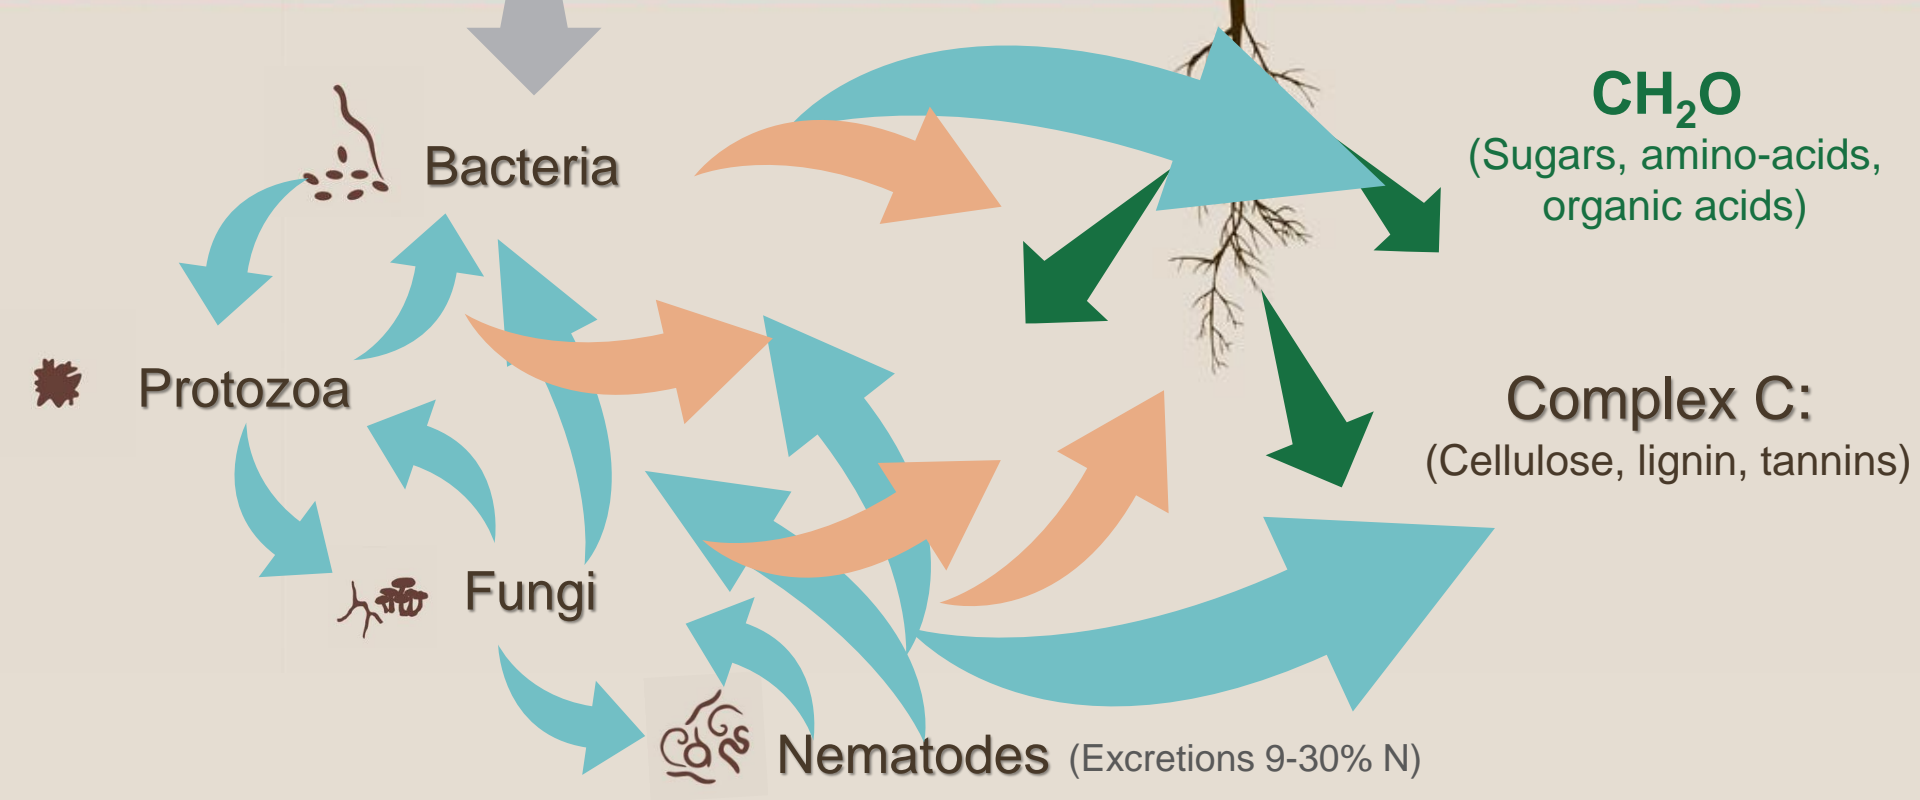 CH₂O
(Sugars, amino-acids,
organic acids)
Bacteria
Protozoa
Complex C:
(Cellulose, lignin, tannins)
Fungi
Nematodes (Excretions 9-30% N)